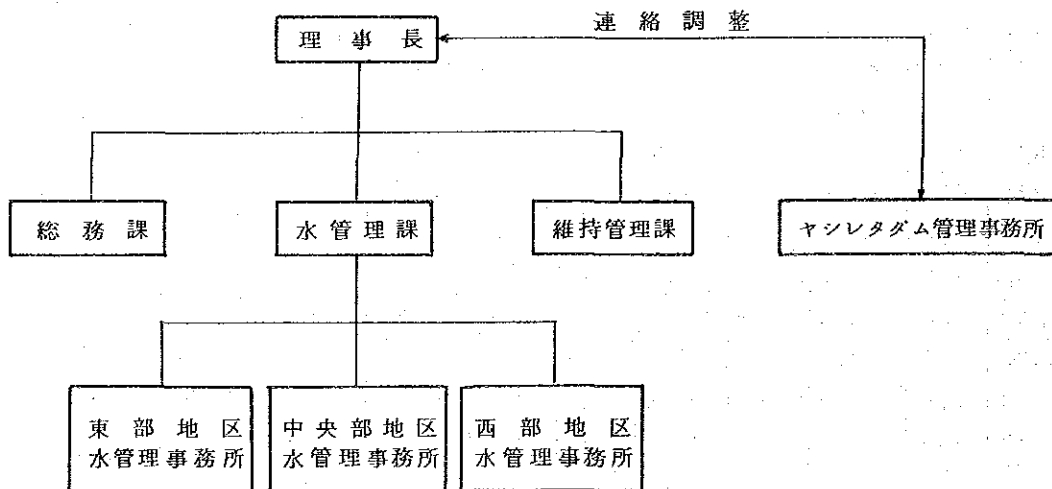 理事長
連絡調整
総務課
水管理課
維持管理課
ヤシレタダム管理事務所
東部地区
水管理事務所
中央部地区
水管理事務所
西部地区
水管理事務所